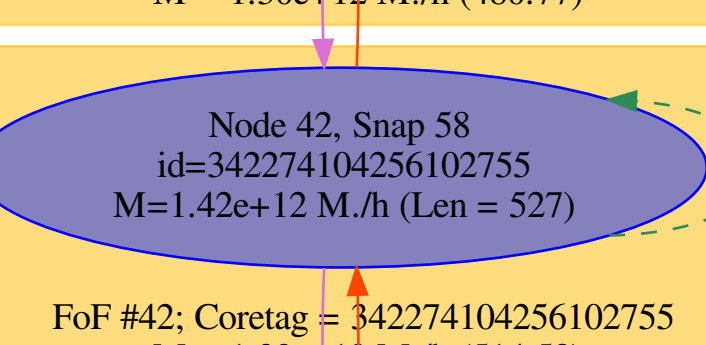 Node 42, Snap 58
id=342274104256102755
M=1.42e+12 M./h (Len = 527)
FoF #42; Coretag = 342274104256102755